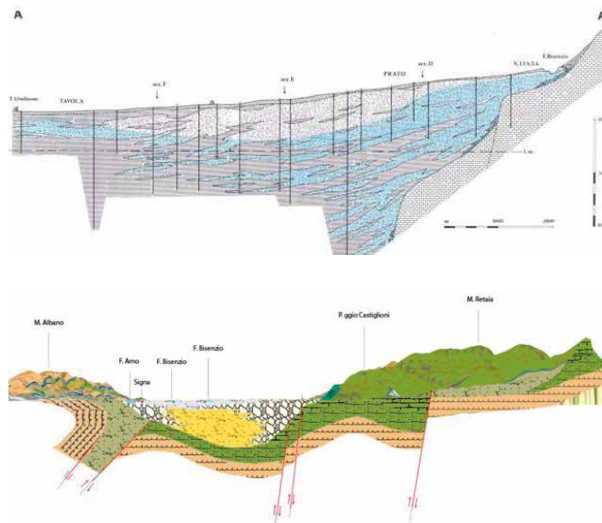 A
A
F. Bisenzio
N. LUCIA
PRATO
sez. D
sez. E
sez. F
TAVOLA
T. Ombrone
l. m.
M. Retaia
P. ggio Castiglioni
M. Albano
F. Arno
F. Bisenzio
F. Bisenzio
Signa